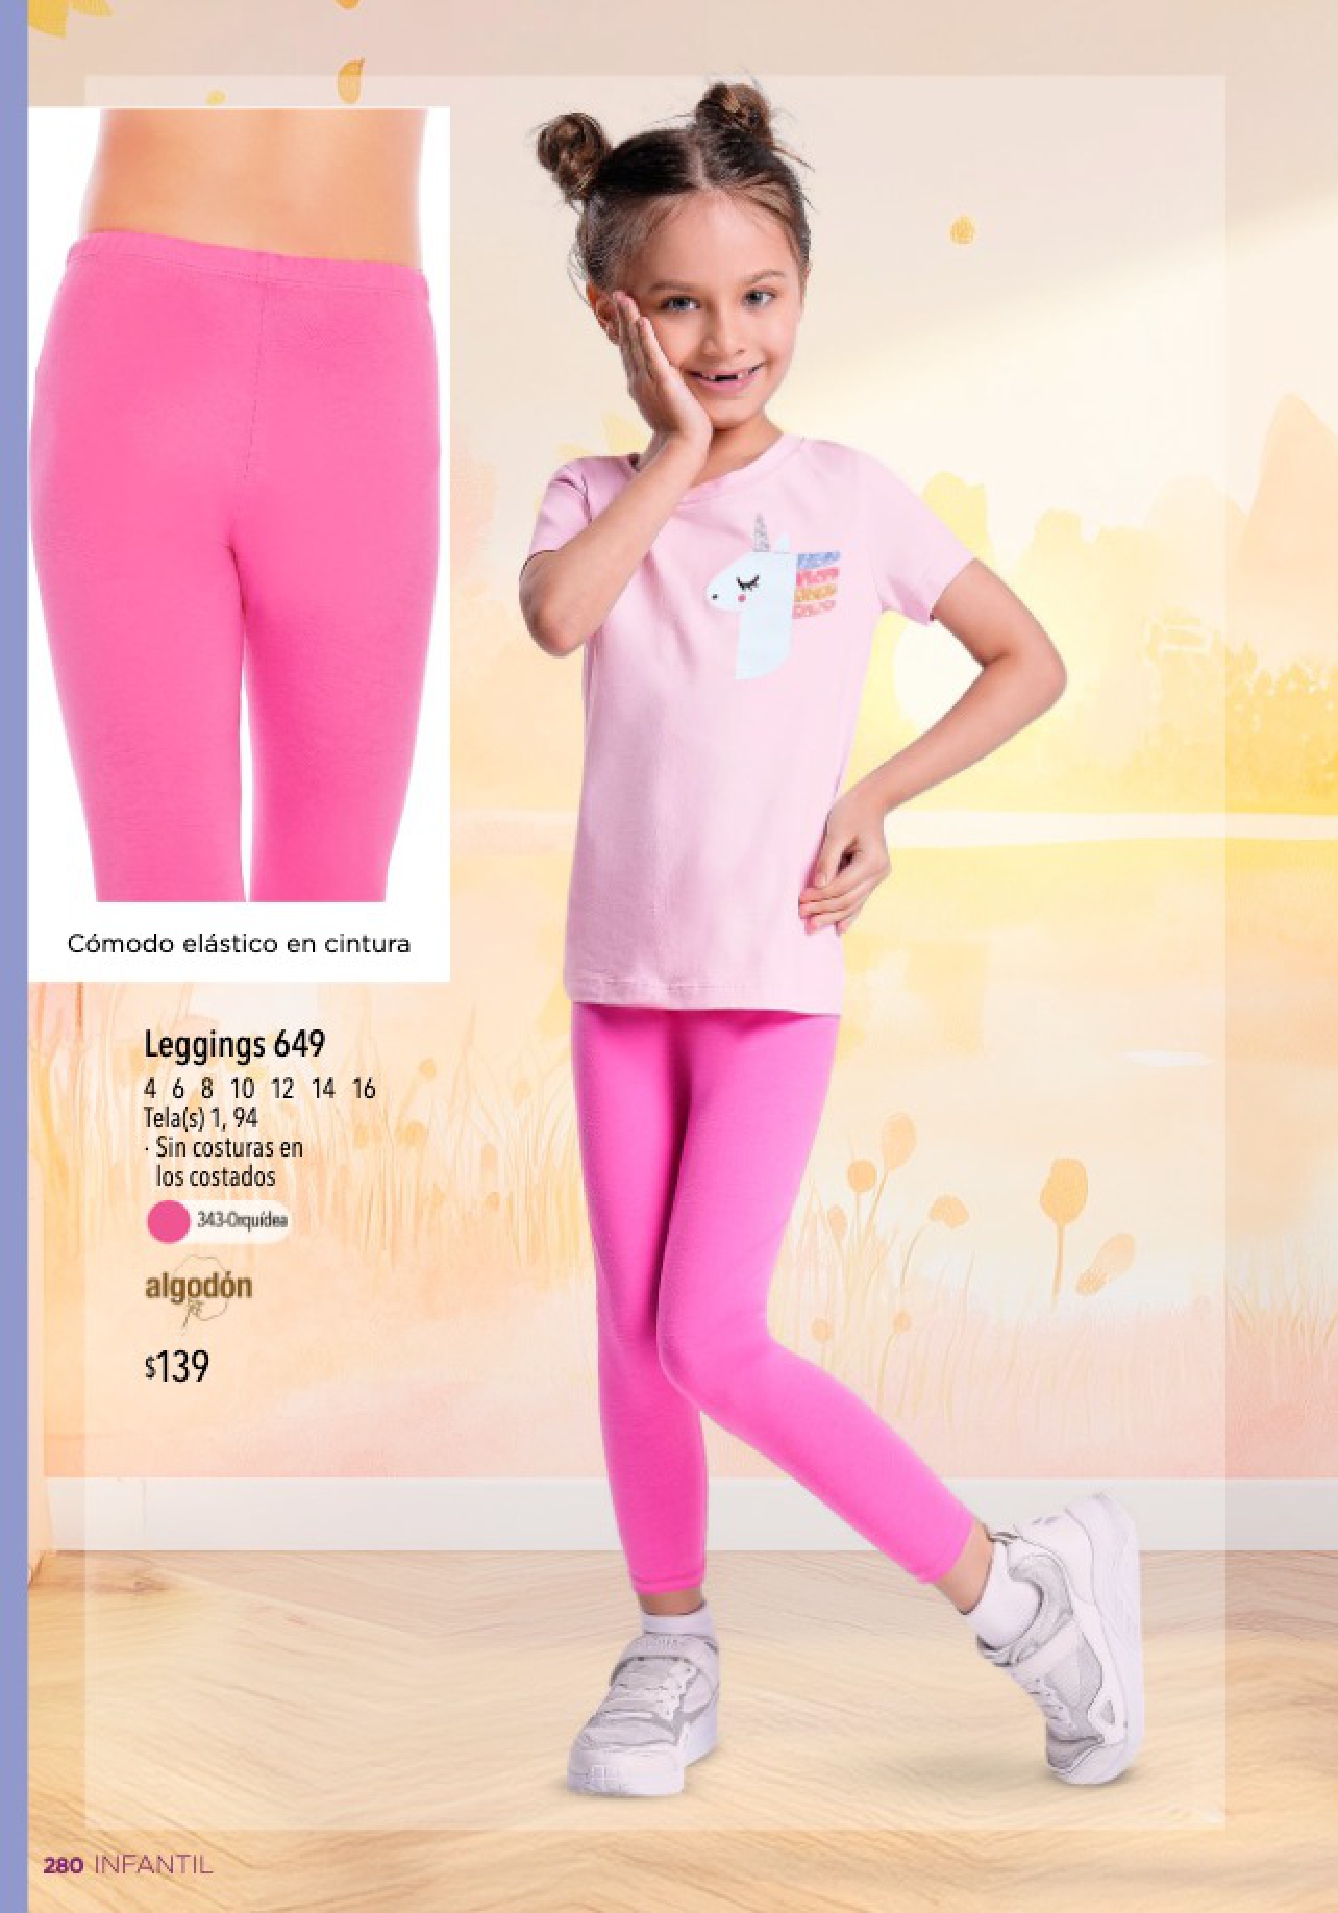 Cómodo elástico en cintura
Leggings 649
4 6 8 10 12 14 16
Tela(s) 1, 94
· Sin costuras en
los costados
343-Orquídea
algodón
$139
280 INFANTIL